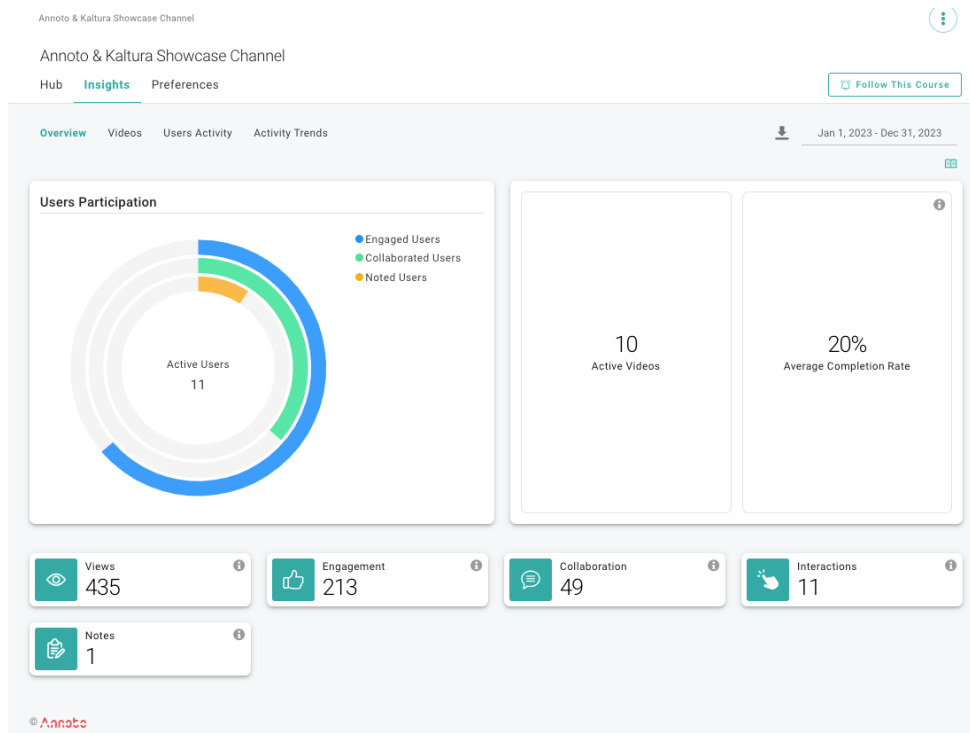 Annoto & Kaltura Showcase Channel
Annoto & Kaltura Showcase Channel
Hub Insights Preferences
Follow This Course
Overview Videos Users Activity Activity Trends
Jan 1, 2023 - Dec 31, 2023
Users Participation
Engaged Users
Collaborated Users
Noted Users
Active Users
11
10
Active Videos
20%
Average Completion Rate
Views
435
Engagement
213
Collaboration
49
Interactions
11
Notes
1
© Annoto